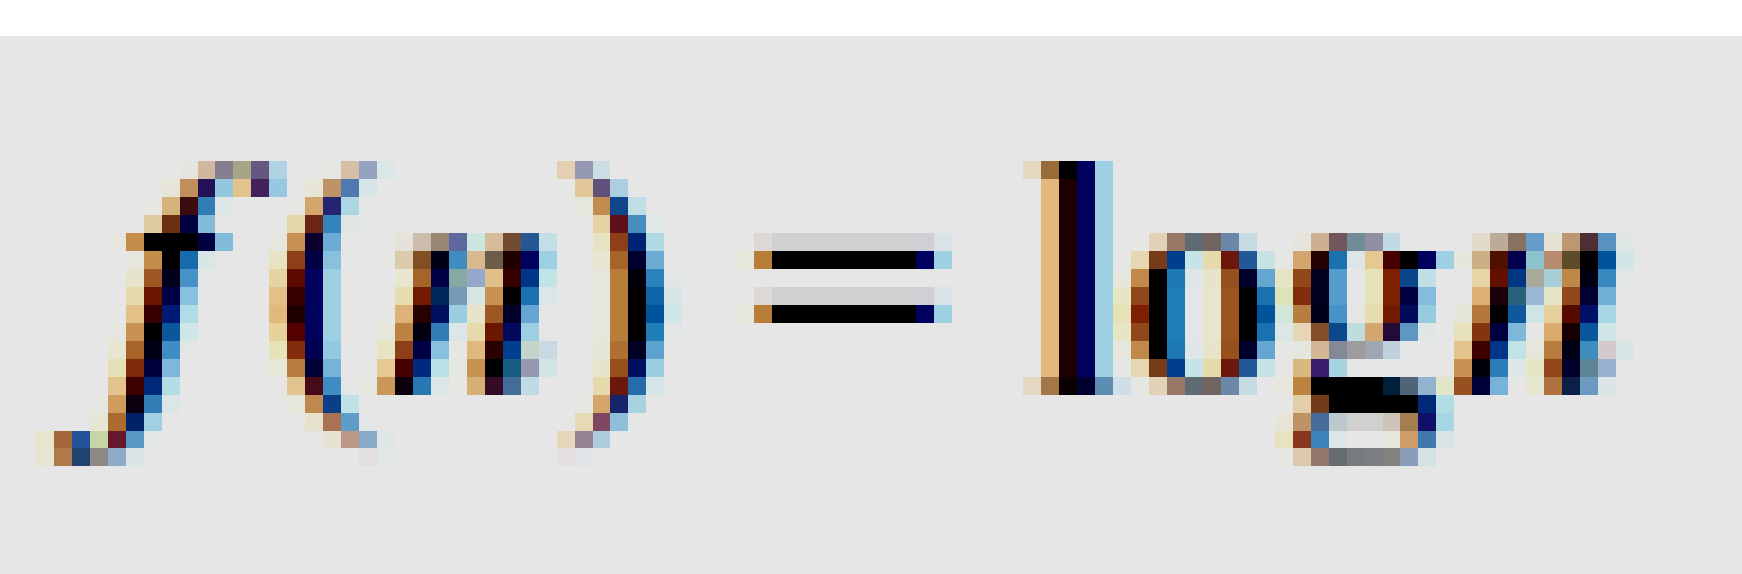 f(n) = log n